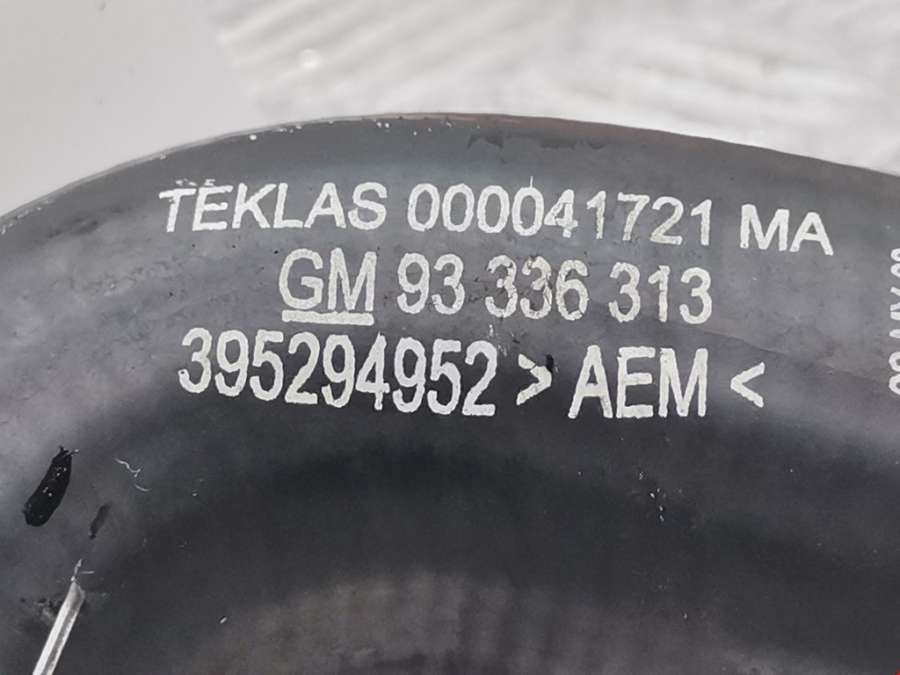 TEKLAS 000041721 MA
GM 93 336 313
395294952 > AEM <